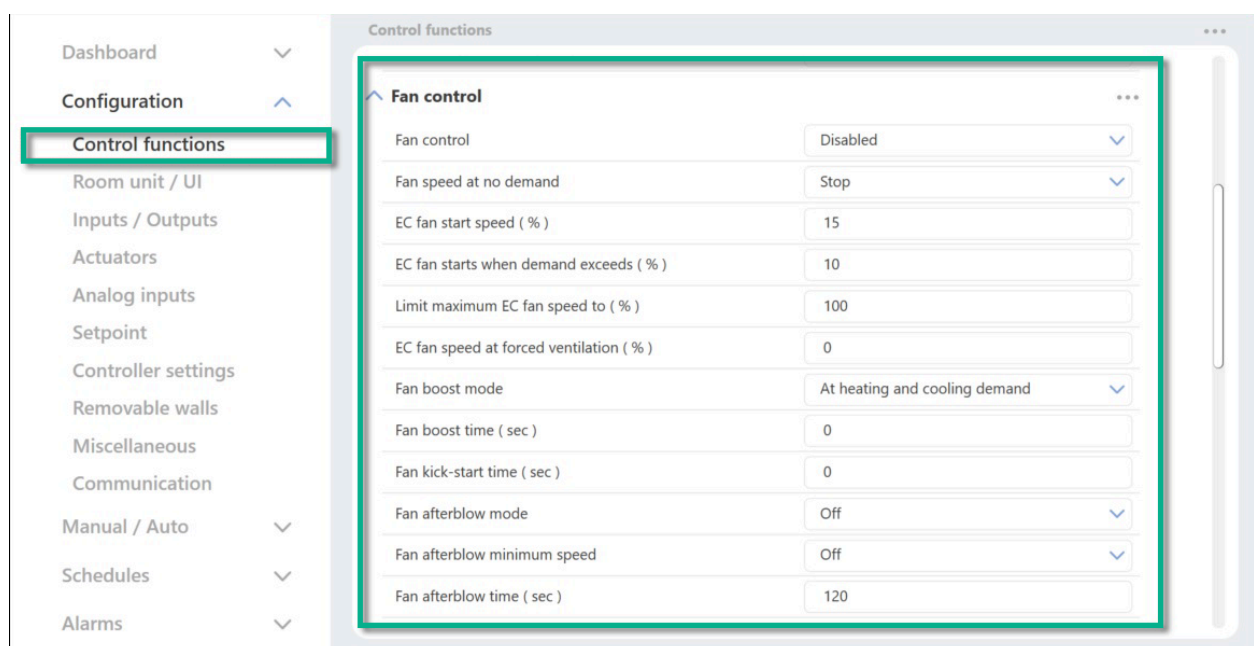 Control functions
Dashboard
Configuration
Control functions
Room unit / UI
Inputs / Outputs
Actuators
Analog inputs
Setpoint
Controller settings
Removable walls
Miscellaneous
Communication
Manual / Auto
Schedules
Alarms
Fan control
Fan control Disabled
Fan speed at no demand Stop
EC fan start speed ( % ) 15
EC fan starts when demand exceeds ( % ) 10
Limit maximum EC fan speed to ( % ) 100
EC fan speed at forced ventilation ( % ) 0
Fan boost mode At heating and cooling demand
Fan boost time ( sec ) 0
Fan kick-start time ( sec ) 0
Fan afterblow mode Off
Fan afterblow minimum speed Off
Fan afterblow time ( sec ) 120